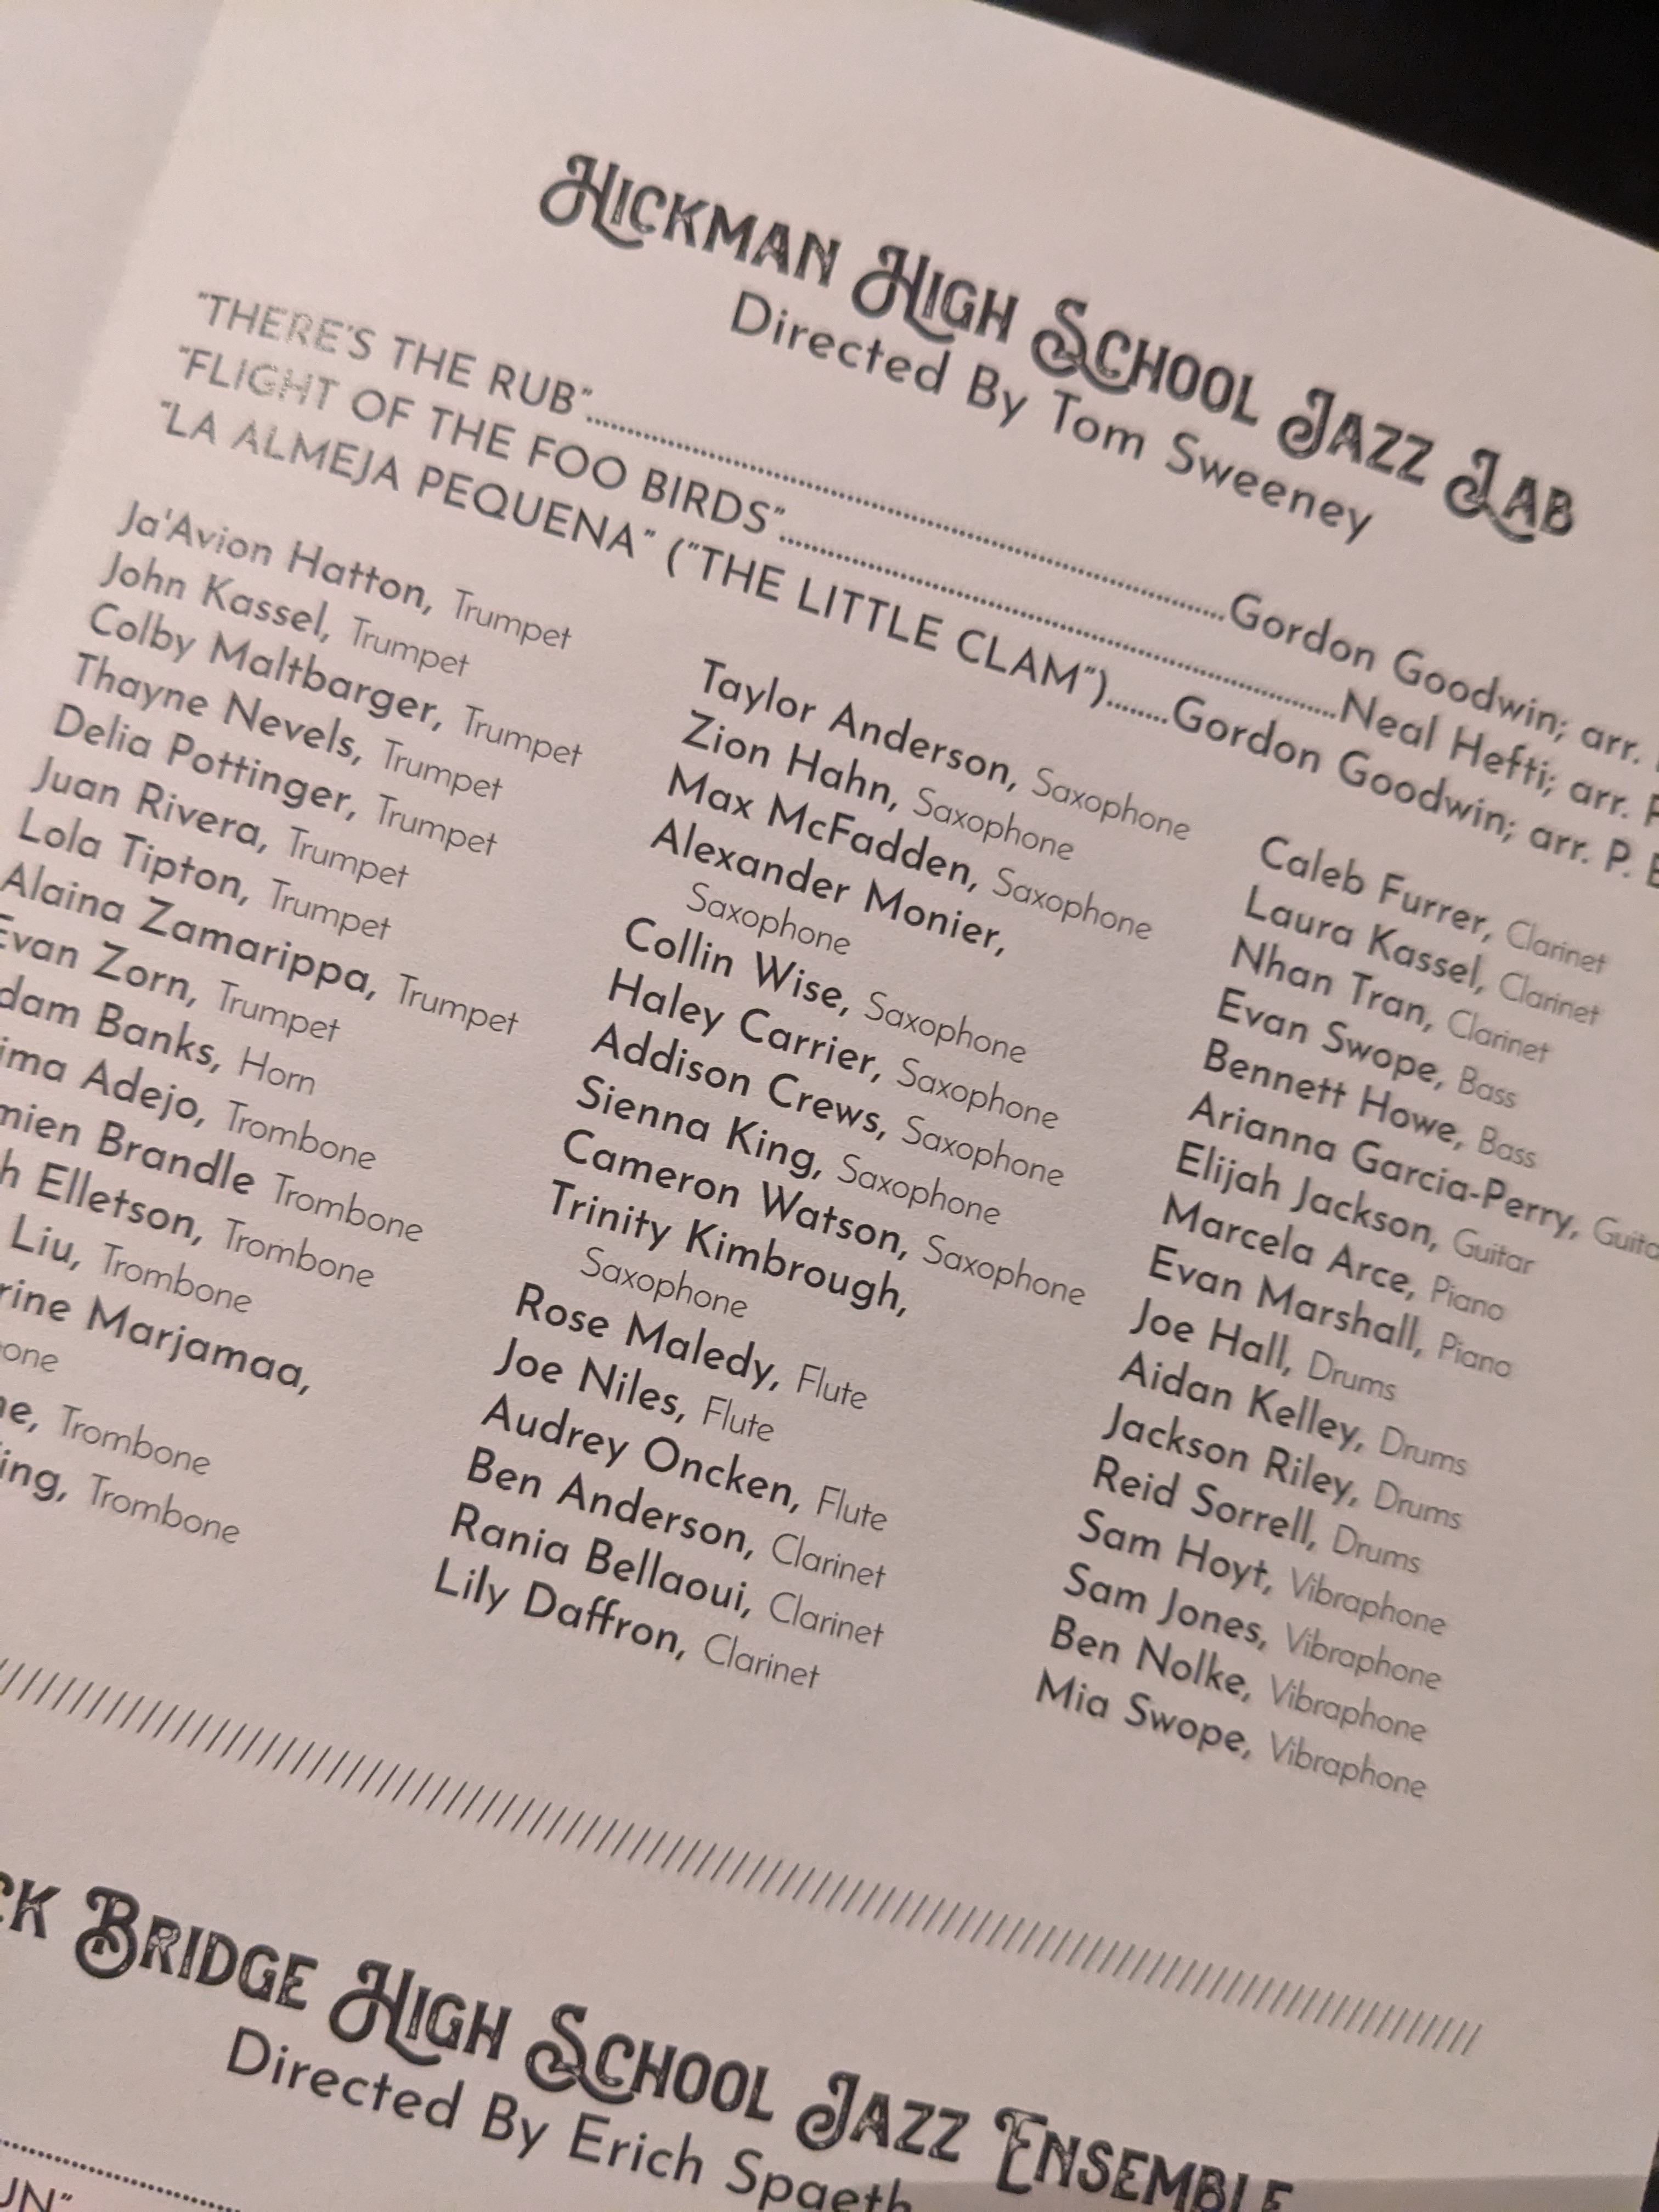 HICKMAN HIGH SCHOOL JAZZ LAB
Directed By Tom Sweeney
"THERE'S THE RUB"..........Gordon Goodwin; arr.
"FLIGHT OF THE FOO BIRDS"..........Neal Hefti; arr.
"LA ALMEJA PEQUENA" ("THE LITTLE CLAM").......Gordon Goodwin; arr. P.
Ja'Avion Hatton, Trumpet
John Kassel, Trumpet
Colby Maltbarger, Trumpet
Thayne Nevels, Trumpet
Delia Pottinger, Trumpet
Juan Rivera, Trumpet
Lola Tipton, Trumpet
Alaina Zamarippa, Trumpet
Evan Zorn, Trumpet
Banks, Horn
Adejo, Trombone
Brandle Trombone
Elletson, Trombone
Liu, Trombone
Marjamaa,
Trombone
Trombone
Taylor Anderson, Saxophone
Zion Hahn, Saxophone
Max McFadden, Saxophone
Alexander Monier,
Saxophone
Collin Wise, Saxophone
Haley Carrier, Saxophone
Addison Crews, Saxophone
Sienna King, Saxophone
Cameron Watson, Saxophone
Trinity Kimbrough,
Saxophone
Rose Maledy, Flute
Joe Niles, Flute
Audrey Oncken, Flute
Ben Anderson, Clarinet
Rania Bellaoui, Clarinet
Lily Daffron, Clarinet
Caleb Furrer, Clarinet
Laura Kassel, Clarinet
Nhan Tran, Clarinet
Evan Swope, Bass
Bennett Howe, Bass
Arianna Garcia-Perry,
Elijah Jackson, Guitar
Marcela Arce, Piano
Evan Marshall, Piano
Joe Hall, Drums
Aidan Kelley, Drums
Jackson Riley, Drums
Reid Sorrell, Drums
Sam Hoyt, Vibraphone
Sam Jones, Vibraphone
Ben Nolke, Vibraphone
Mia Swope, Vibraphone
BRIDGE HIGH SCHOOL JAZZ ENSEMBLE
Directed By Erich Spaeth